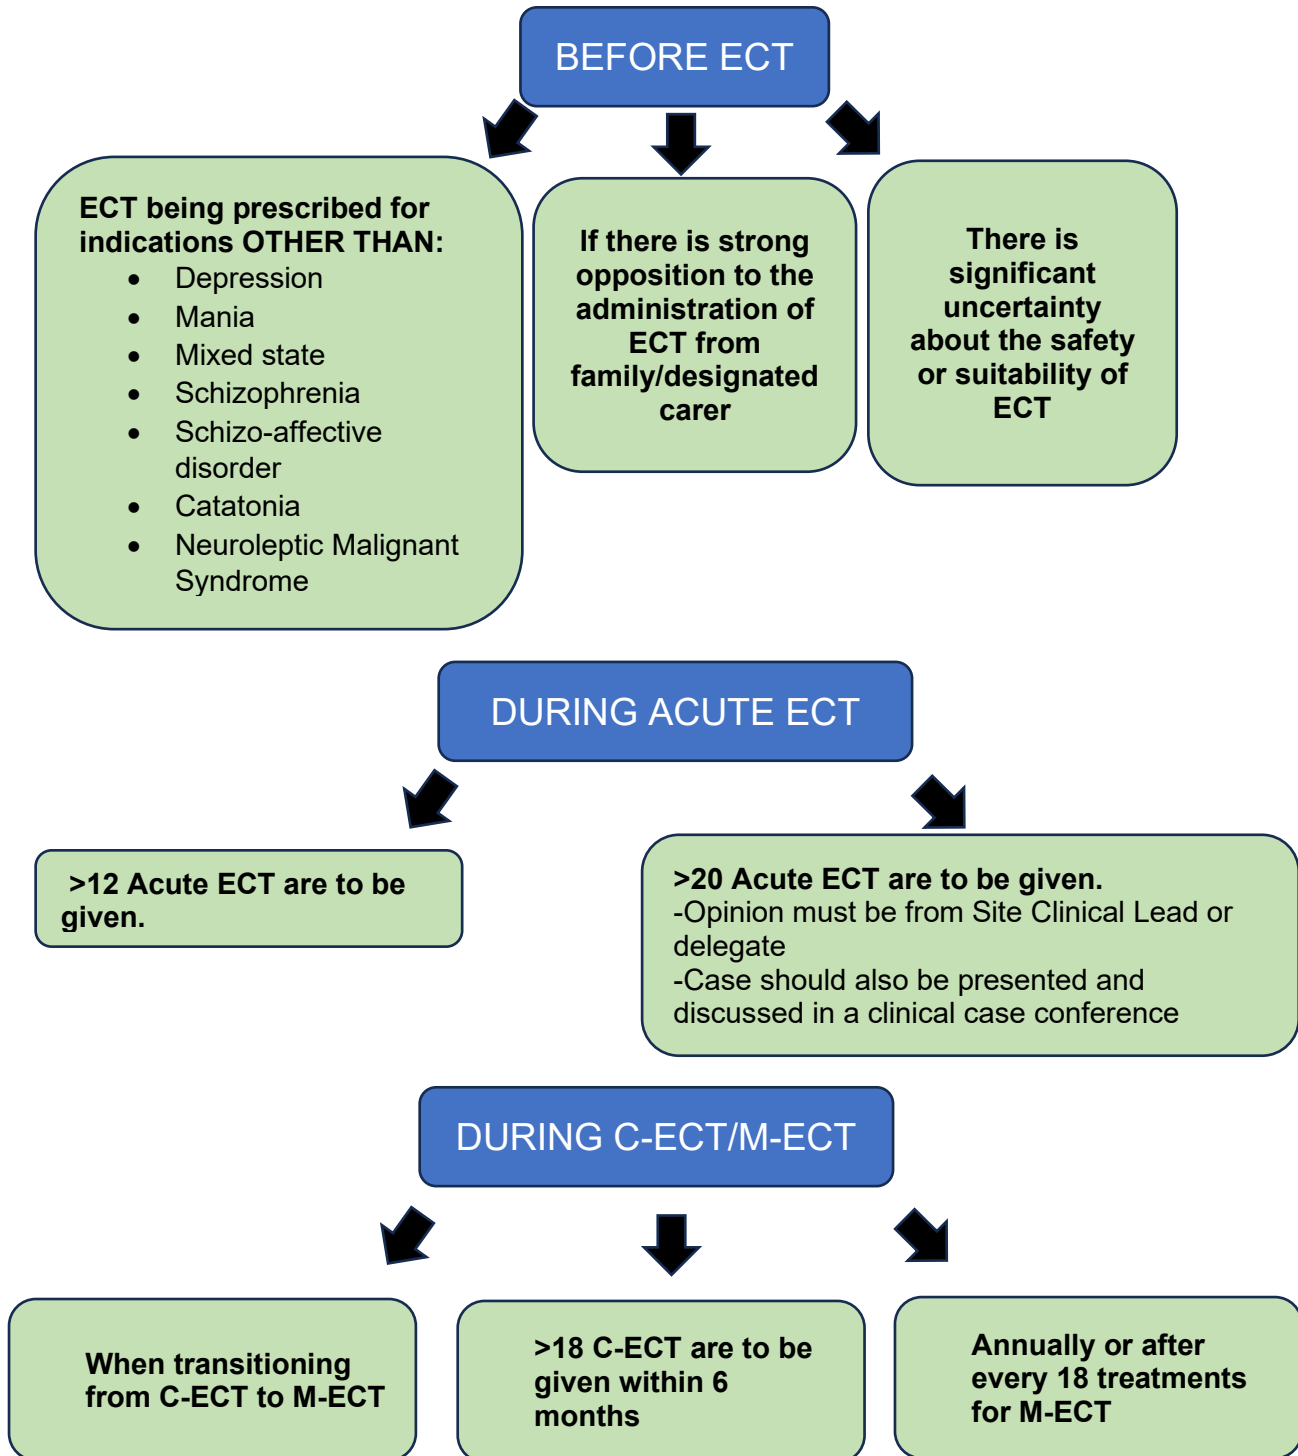 BEFORE ECT
ECT being prescribed for
indications OTHER THAN:
• Depression
• Mania
• Mixed state
• Schizophrenia
• Schizo-affective
disorder
• Catatonia
• Neuroleptic Malignant
Syndrome
If there is strong
opposition to the
administration of
ECT from
family/designated
carer
There is
significant
uncertainty
about the safety
or suitability of
ECT
DURING ACUTE ECT
>12 Acute ECT are to be
given.
>20 Acute ECT are to be given.
-Opinion must be from Site Clinical Lead or
delegate
-Case should also be presented and
discussed in a clinical case conference
DURING C-ECT/M-ECT
When transitioning
from C-ECT to M-ECT
>18 C-ECT are to be
given within 6
months
Annually or after
every 18 treatments
for M-ECT